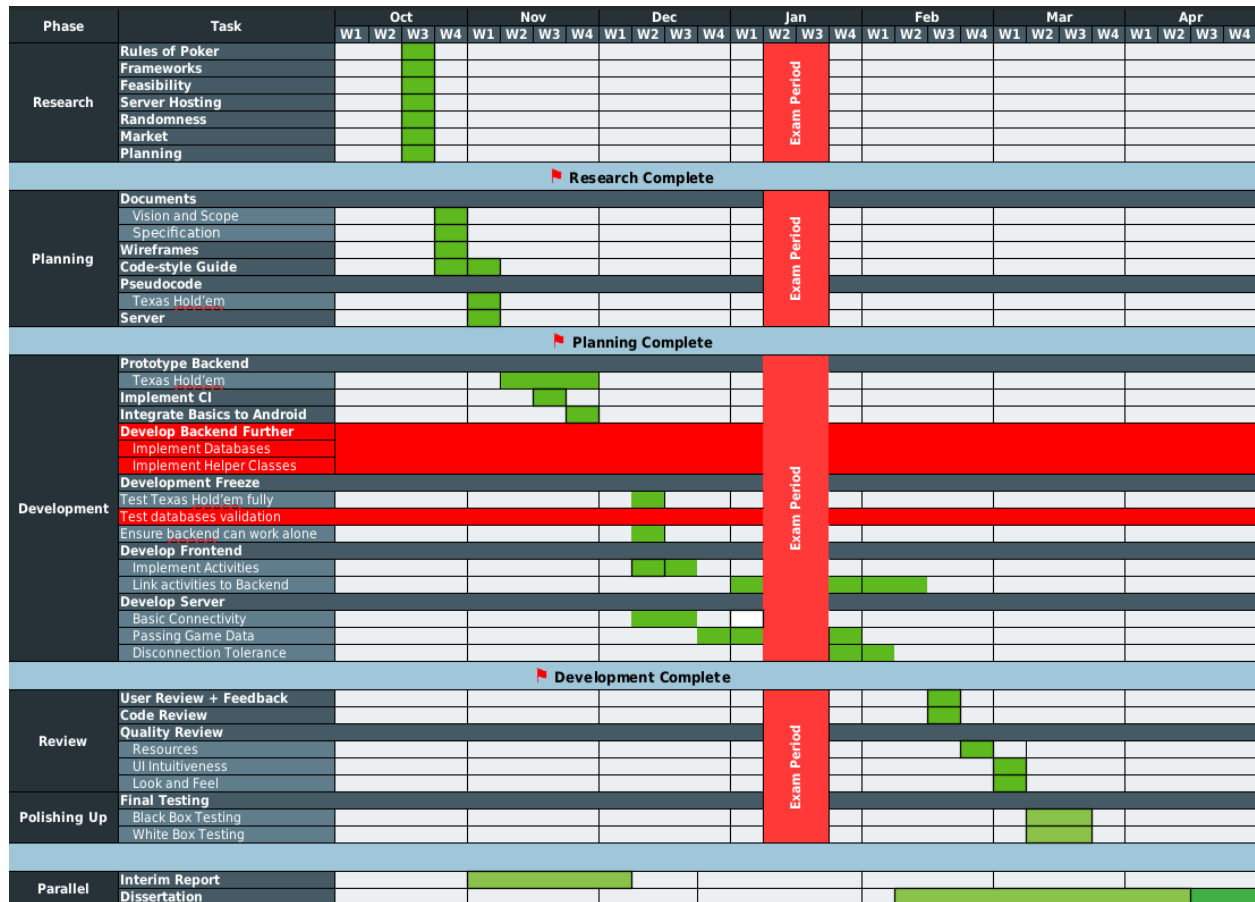 Phase Task Oct Nov Dec Jan Feb Mar Apr
W1 W2 W3 W4 W1 W2 W3 W4 W1 W2 W3 W4 W1 W2 W3 W4 W1 W2 W3 W4 W1 W2 W3 W4 W1 W2 W3 W4
Research
Rules of Poker
Frameworks
Feasibility
Server Hosting
Randomness
Market
Planning
Exam Period
Research Complete
Planning
Documents
Vision and Scope
Specification
Wireframes
Code-style Guide
Pseudocode
Texas Hold’em
Server
Exam Period
Planning Complete
Development
Prototype Backend
Texas Hold’em
Implement CI
Integrate Basics to Android
Develop Backend Further
Implement Databases
Implement Helper Classes
Development Freeze
Test Texas Hold’em fully
Test databases validation
Ensure backend can work alone
Develop Frontend
Implement Activities
Link activities to Backend
Develop Server
Basic Connectivity
Passing Game Data
Disconnection Tolerance
Exam Period
Development Complete
Review
User Review + Feedback
Code Review
Quality Review
Resources
UI Intuitiveness
Look and Feel
Exam Period
Polishing Up
Final Testing
Black Box Testing
White Box Testing
Parallel
Interim Report
Dissertation